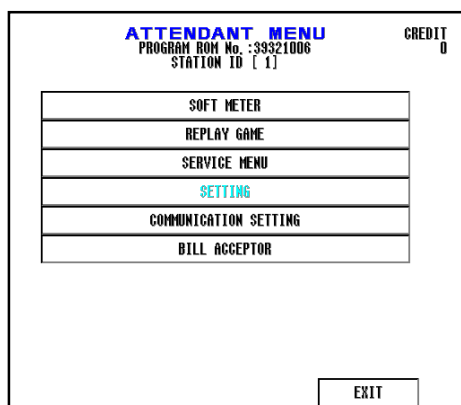 ATTENDANT MENU
CREDIT
PROGRAM ROM No. :39321006
0
STATION ID [ 1]
SOFT METER
REPLAY GAME
SERVICE MENU
SETTING
COMMUNICATION SETTING
BILL ACCEPTOR
EXIT